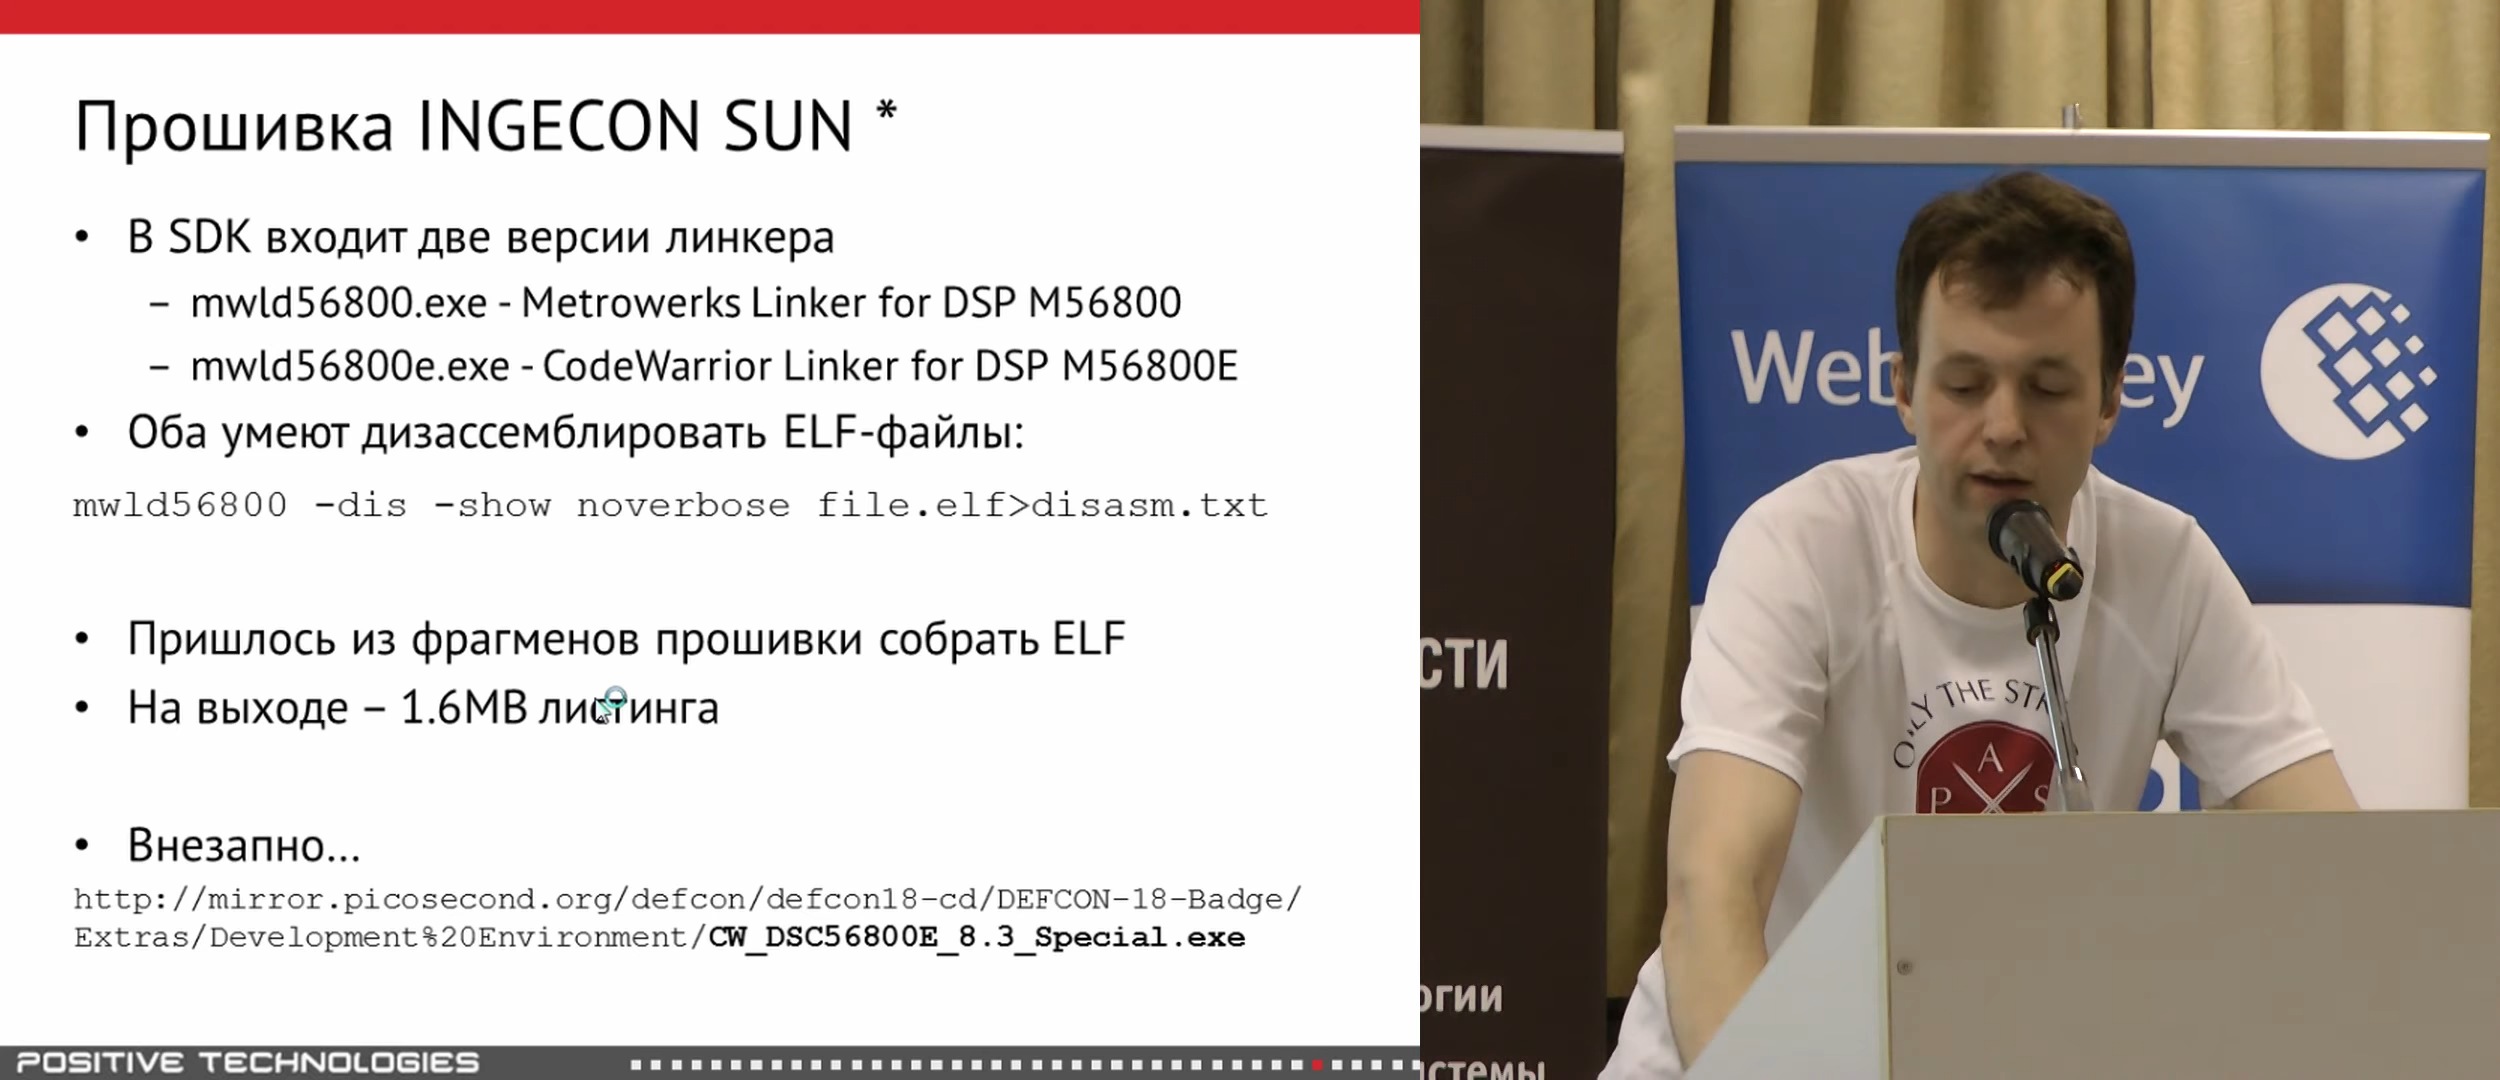 Прошивка INGECON SUN *
• В SDK входит две версии линкера
– mwld56800.exe - Metrowerks Linker for DSP M56800
– mwld56800e.exe - CodeWarrior Linker for DSP M56800E
• Оба умеют дизассемблировать ELF-файлы:
mwld56800 -dis -show noverbose file.elf>disasm.txt
• Пришлось из фрагменов прошивки собрать ELF
• На выходе – 1.6MB листинга
• Внезапно...
http://mirror.picosecond.org/defcon/defcon18-cd/DEFCON-18-Badge/
Extras/Development%20Environment/CW_DSC56800E_8.3_Special.exe
POSITIVE TECHNOLOGIES
Web ey
сти
огии
стемы
ONLY THE STR
A
P S